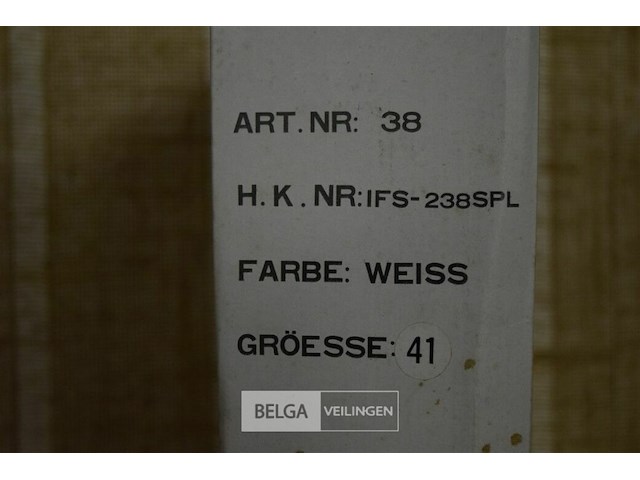 ART.NR: 38
H.K.NR:IFS-238SPL
FARBE: WEISS
GRÖESSE: 41
BELGA VEILINGEN